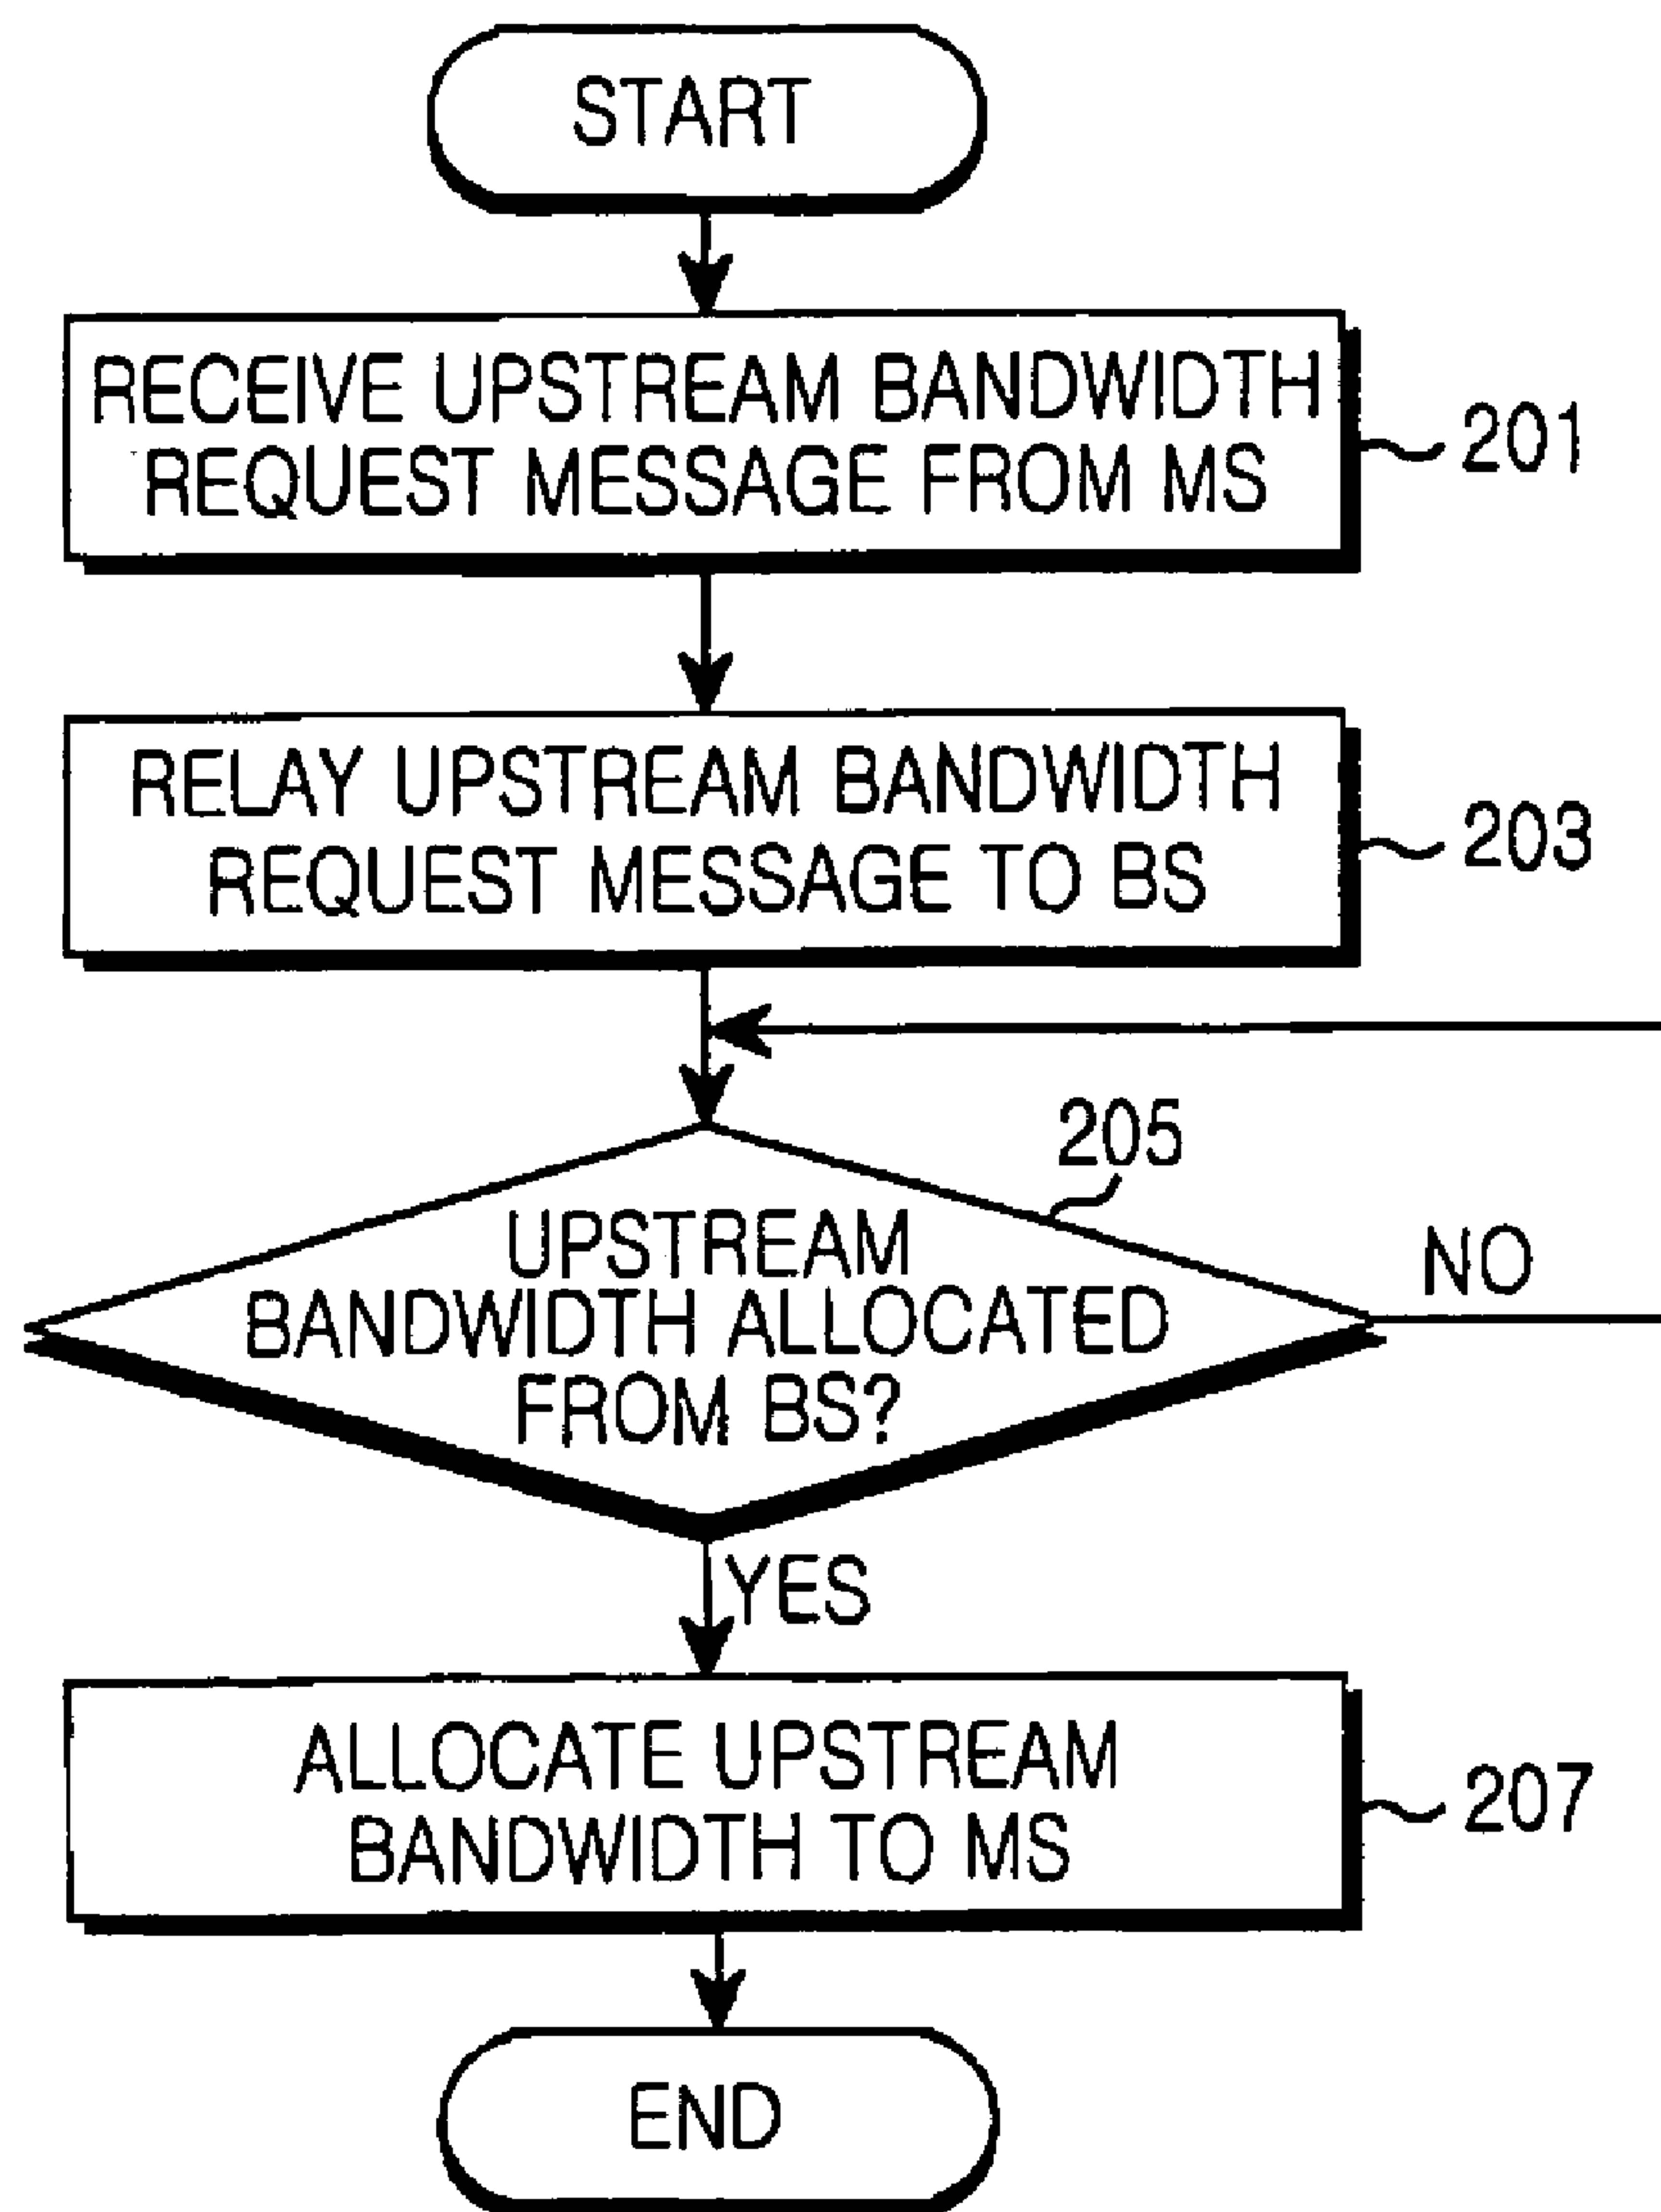 START
RECEIVE UPSTREAM BANDWIDTH
REQUEST MESSAGE FROM MS
201
RELAY UPSTREAM BANDWIDTH
REQUEST MESSAGE TO BS
203
205
UPSTREAM
BANDWIDTH ALLOCATED
FROM BS?
NO
YES
ALLOCATE UPSTREAM
BANDWIDTH TO MS
207
END